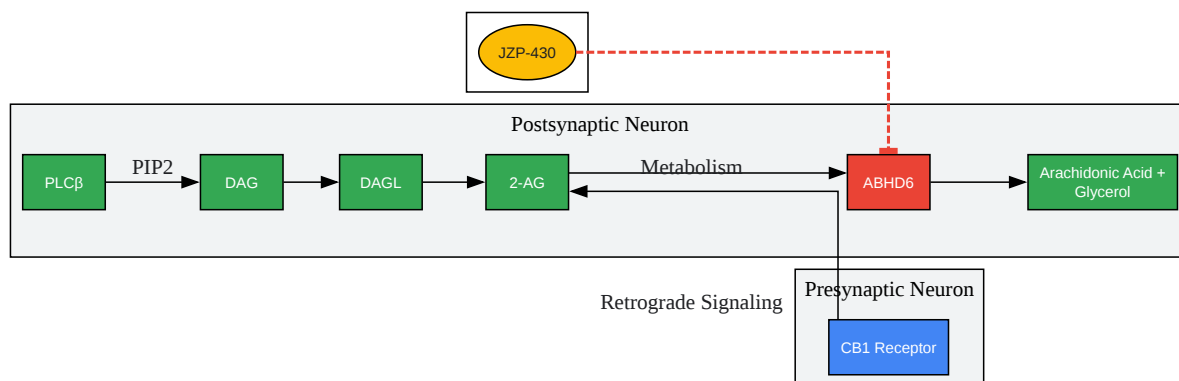 JZP-430
Postsynaptic Neuron
PLCβ
PIP2
DAG
DAGL
2-AG
Metabolism
ABHD6
Arachidonic Acid +
Glycerol
Retrograde Signaling
Presynaptic Neuron
CB1 Receptor